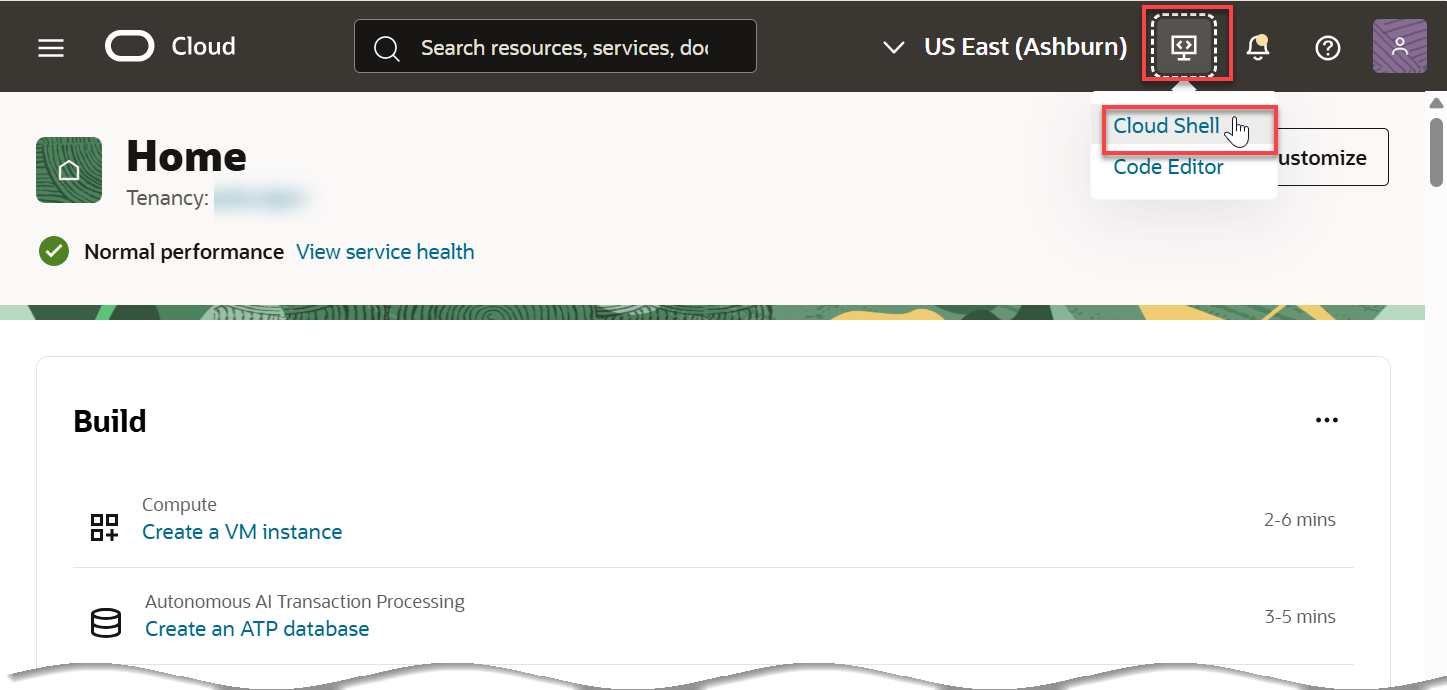 Cloud
Search resources, services, doc
US East (Ashburn)
Cloud Shell
Code Editor
Home
Tenancy:
ustomize
Normal performance View service health
Build
Compute
Create a VM instance
2-6 mins
Autonomous AI Transaction Processing
Create an ATP database
3-5 mins